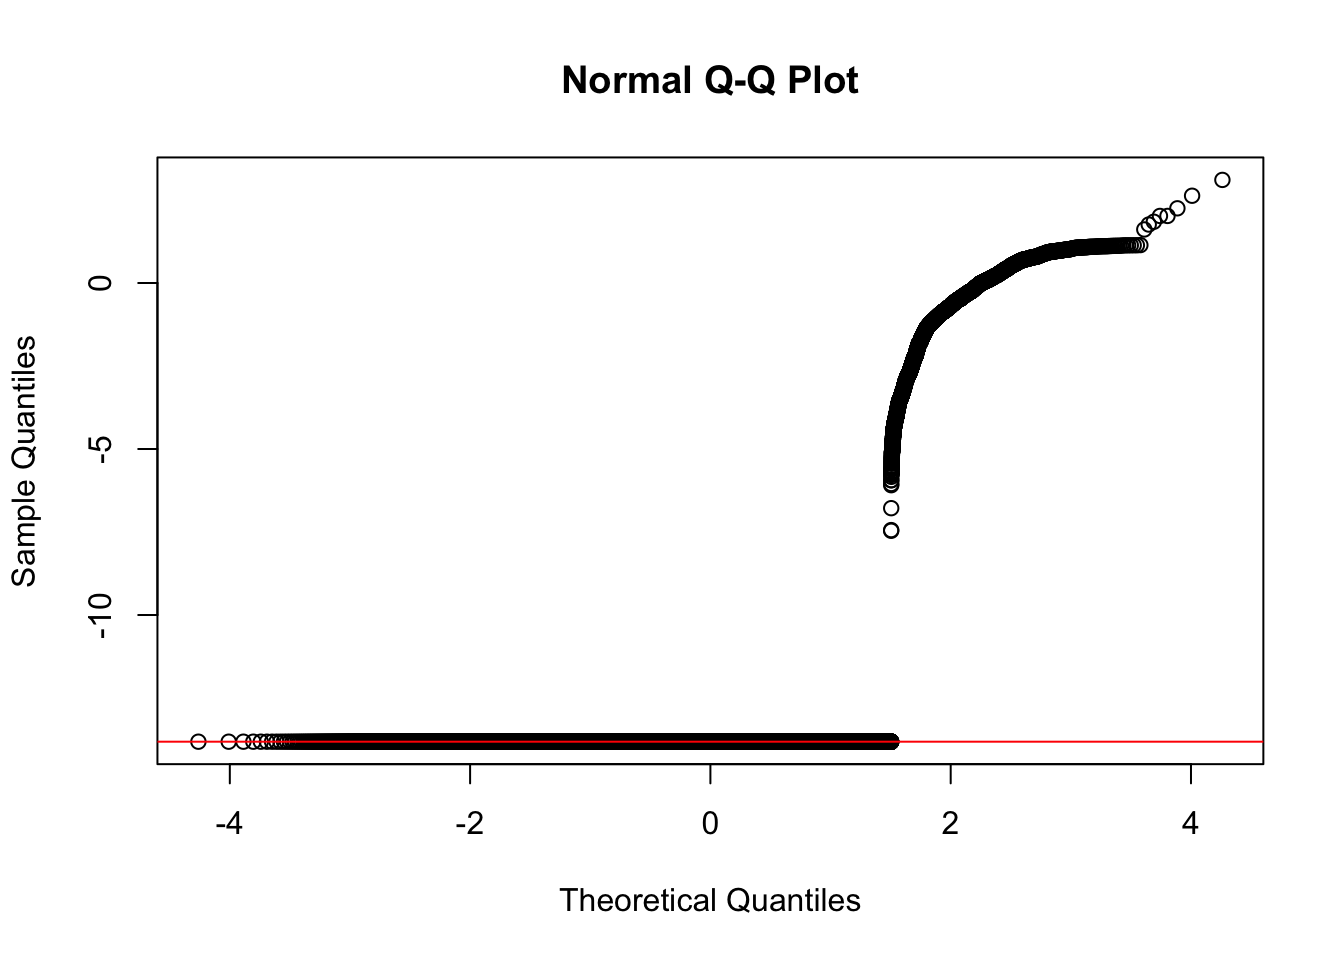 Normal Q-Q Plot
Sample Quantiles
0
-5
-10
-4 -2 0 2 4
Theoretical Quantiles